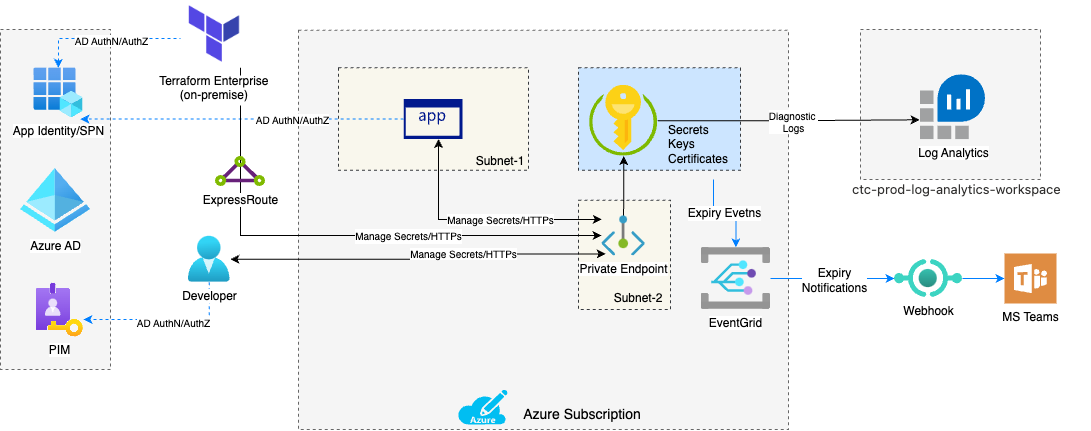 AD AuthN/AuthZ
Terraform Enterprise
(on-premise)
App Identity/SPN
AD AuthN/AuthZ
app
Subnet-1
Secrets
Keys
Certificates
Diagnostic
Logs
Log Analytics
ctc-prod-log-analytics-workspace
ExpressRoute
Azure AD
Manage Secrets/HTTPs
Manage Secrets/HTTPs
Manage Secrets/HTTPs
Expiry Evetns
Private Endpoint
Subnet-2
Developer
AD AuthN/AuthZ
PIM
EventGrid
Expiry
Notifications
Webhook
T
MS Teams
Azure
Azure Subscription